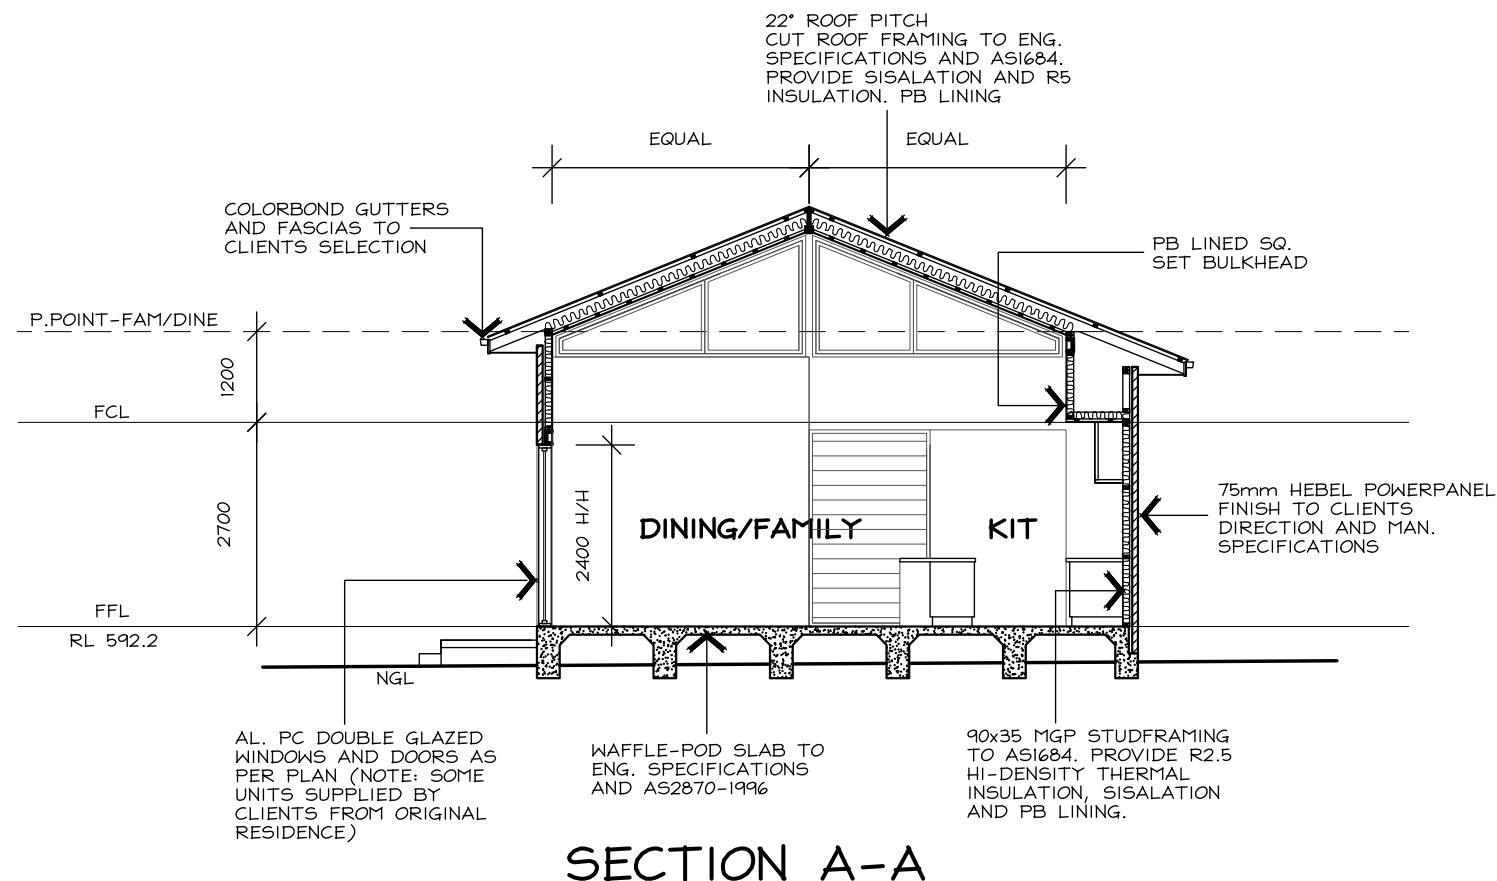 22° ROOF PITCH
CUT ROOF FRAMING TO ENG.
SPECIFICATIONS AND AS1684.
PROVIDE SISALATION AND R5
INSULATION. PB LINING
EQUAL
EQUAL
COLORBOND GUTTERS
AND FASCIAS TO
CLIENTS SELECTION
PB LINED SQ.
SET BULKHEAD
P.POINT-FAM/DINE
1200
FCL
2700
2400 H/H
DINING/FAMILY
KIT
75mm HEBEL POWERPANEL
FINISH TO CLIENTS
DIRECTION AND MAN.
SPECIFICATIONS
FFL
RL 592.2
NGL
AL. PC DOUBLE GLAZED
WINDOWS AND DOORS AS
PER PLAN (NOTE: SOME
UNITS SUPPLIED BY
CLIENTS FROM ORIGINAL
RESIDENCE)
WAFFLE-POD SLAB TO
ENG. SPECIFICATIONS
AND AS2870-1996
90x35 MGP STUDFRAMING
TO AS1684. PROVIDE R2.5
HI-DENSITY THERMAL
INSULATION, SISALATION
AND PB LINING.
SECTION A-A